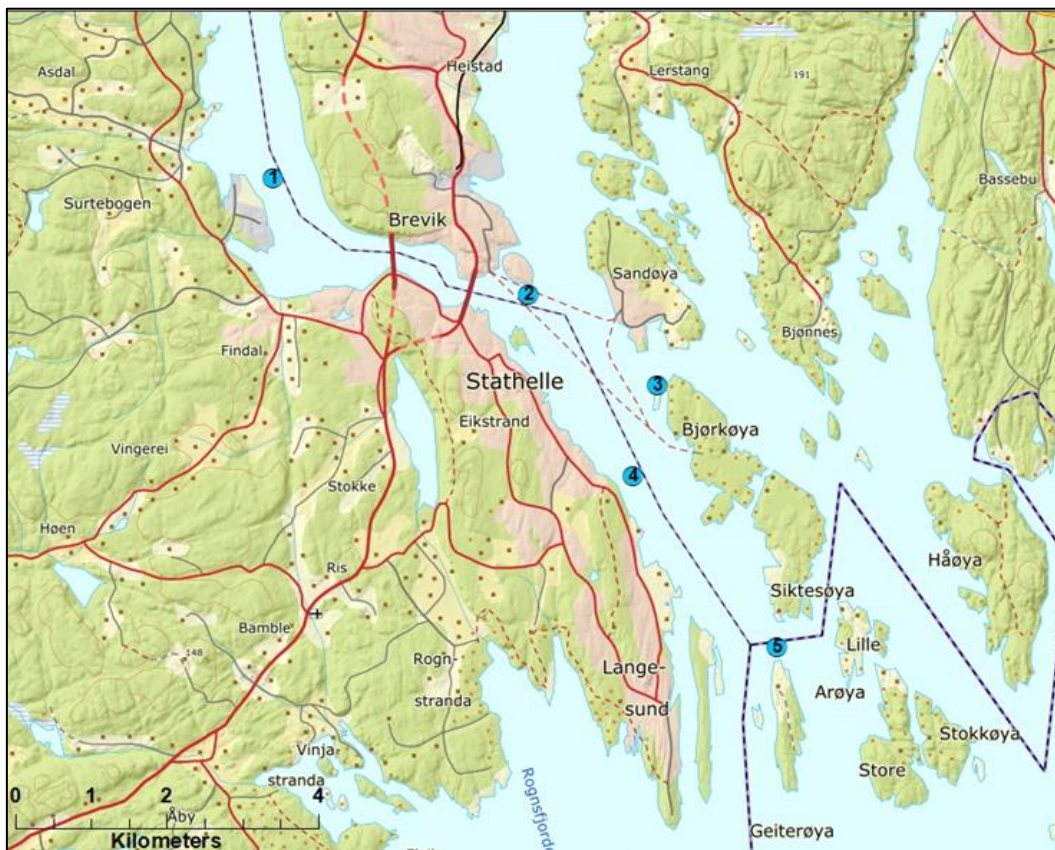 Asdal
Heistad
Lerstang
191
1
Surtebogen
Brevik
Bassebu
Sandøya
2
Bjønnes
Findal
3
Stathelle
Eikstrand
Bjørkøya
Vingerei
4
Stokke
Høen
Håøya
Ris
Siktesøya
Bamble
5
Lille
148
Rogn-
stranda
Lange-
sund
Arøya
Stokkøya
Vinja
stranda
Store
Rognsfjorde
0 1 2 4
Åby
Kilometers
Geiterøya